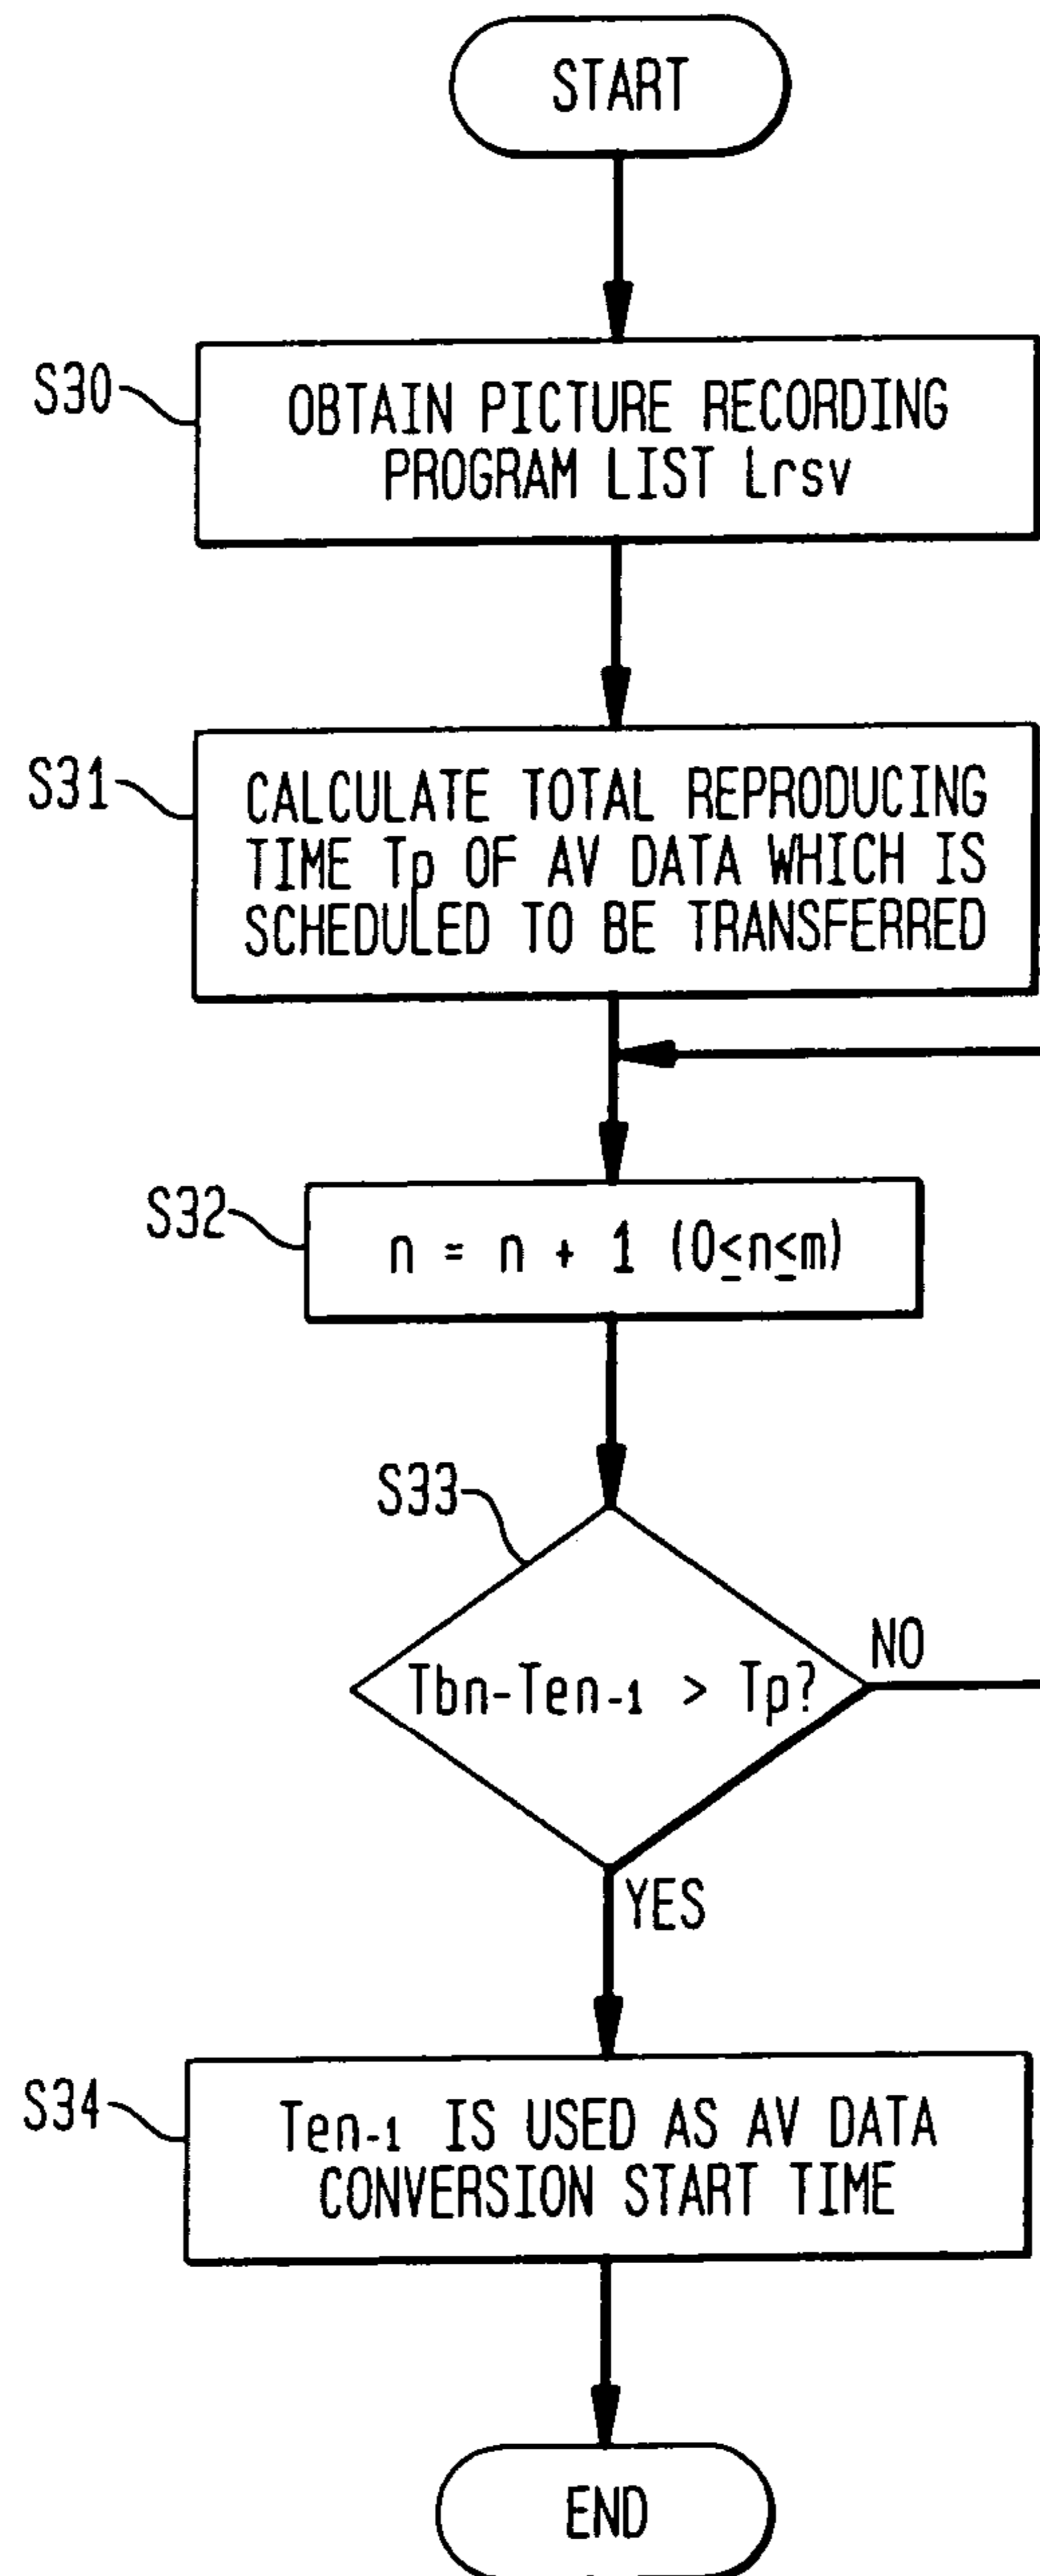 START
S30
OBTAIN PICTURE RECORDING
PROGRAM LIST Lrsv
S31
CALCULATE TOTAL REPRODUCING
TIME Tp OF AV DATA WHICH IS
SCHEDULED TO BE TRANSFERRED
S32
n = n + 1 (0≤n≤m)
S33
Tbn-Ten-1 > Tp?
NO
YES
S34
Ten-1 IS USED AS AV DATA
CONVERSION START TIME
END